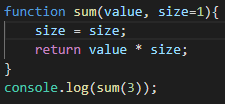 function sum(value, size=1){
    size = size;
    return value * size;
}
console.log(sum(3));